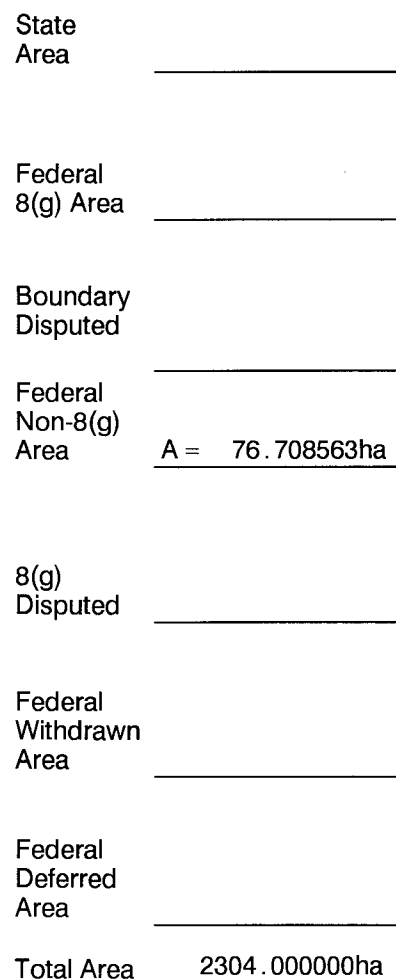 State
Area
Federal
8(g) Area
Boundary
Disputed
Federal
Non-8(g)
Area A = 76.708563ha
8(g)
Disputed
Federal
Withdrawn
Area
Federal
Deferred
Area
Total Area 2304.000000ha